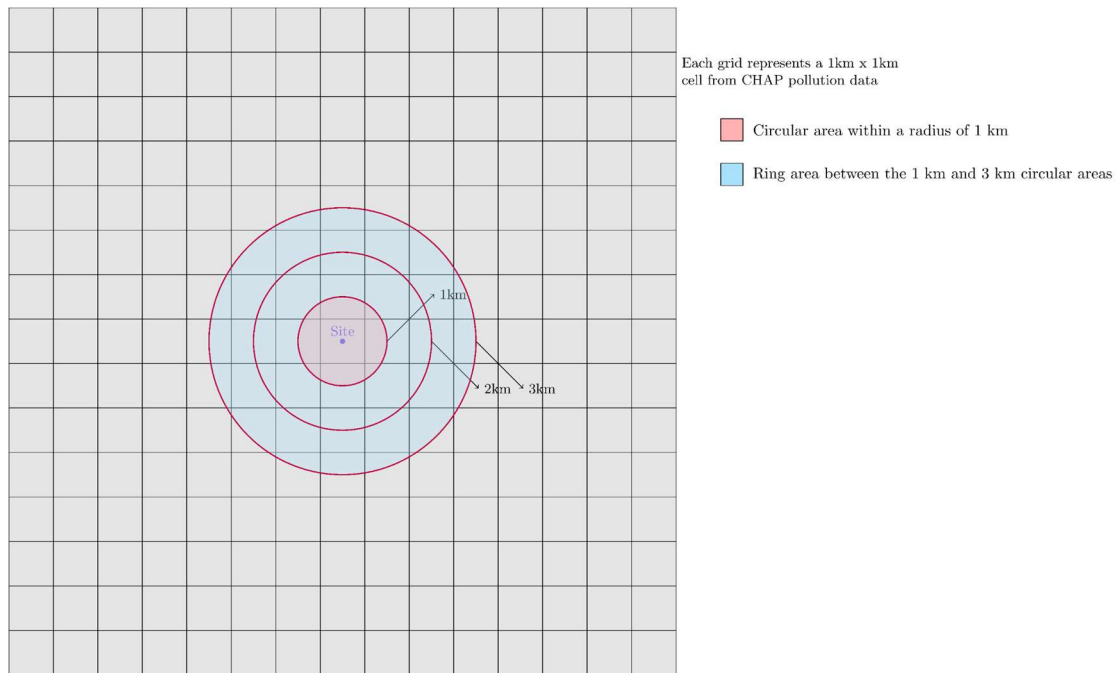 Each grid represents a 1km x 1km
cell from CHAP pollution data
Circular area within a radius of 1 km
Ring area between the 1 km and 3 km circular areas
1km
Site
2km
3km